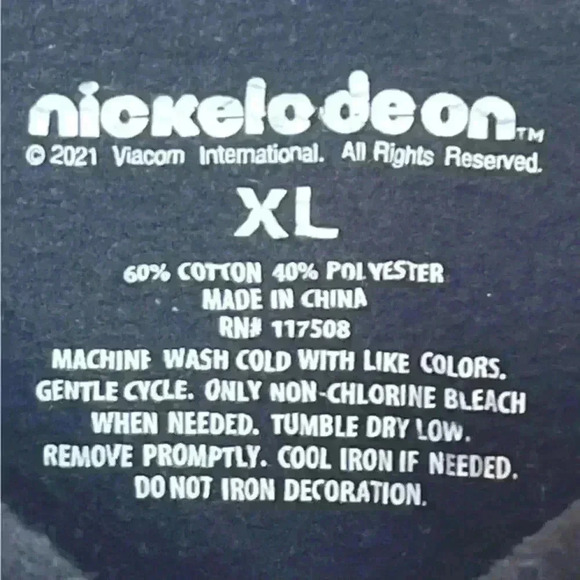 nickelodeon™
© 2021 Viacom International. All Rights Reserved.
XL
60% COTTON 40% POLYESTER
MADE IN CHINA
RN# 117508
MACHINE WASH COLD WITH LIKE COLORS.
GENTLE CYCLE. ONLY NON-CHLORINE BLEACH
WHEN NEEDED. TUMBLE DRY LOW.
REMOVE PROMPTLY. COOL IRON IF NEEDED.
DO NOT IRON DECORATION.